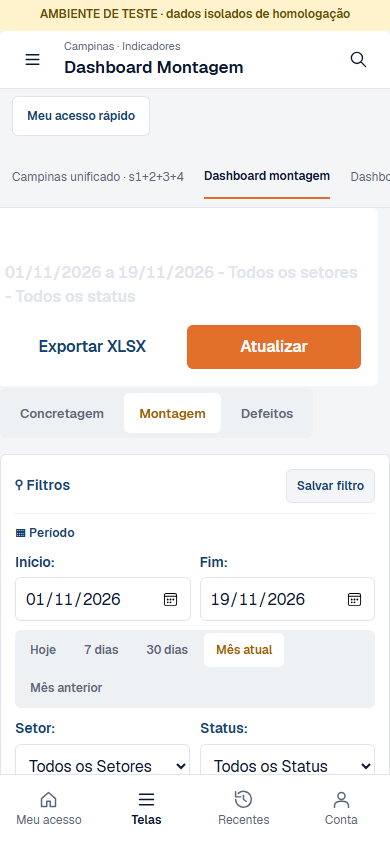 AMBIENTE DE TESTE · dados isolados de homologação
Campinas · Indicadores
Dashboard Montagem
Meu acesso rápido
Campinas unificado · s1+2+3+4
Dashboard montagem
Dashbo
01/11/2026 a 19/11/2026 - Todos os setores
- Todos os status
Exportar XLSX
Atualizar
Concretagem
Montagem
Defeitos
Filtros
Salvar filtro
Período
Início:
Fim:
01/11/2026
19/11/2026
Hoje
7 dias
30 dias
Mês atual
Mês anterior
Setor:
Status:
Todos os Setores
Todos os Status
Meu acesso
Telas
Recentes
Conta